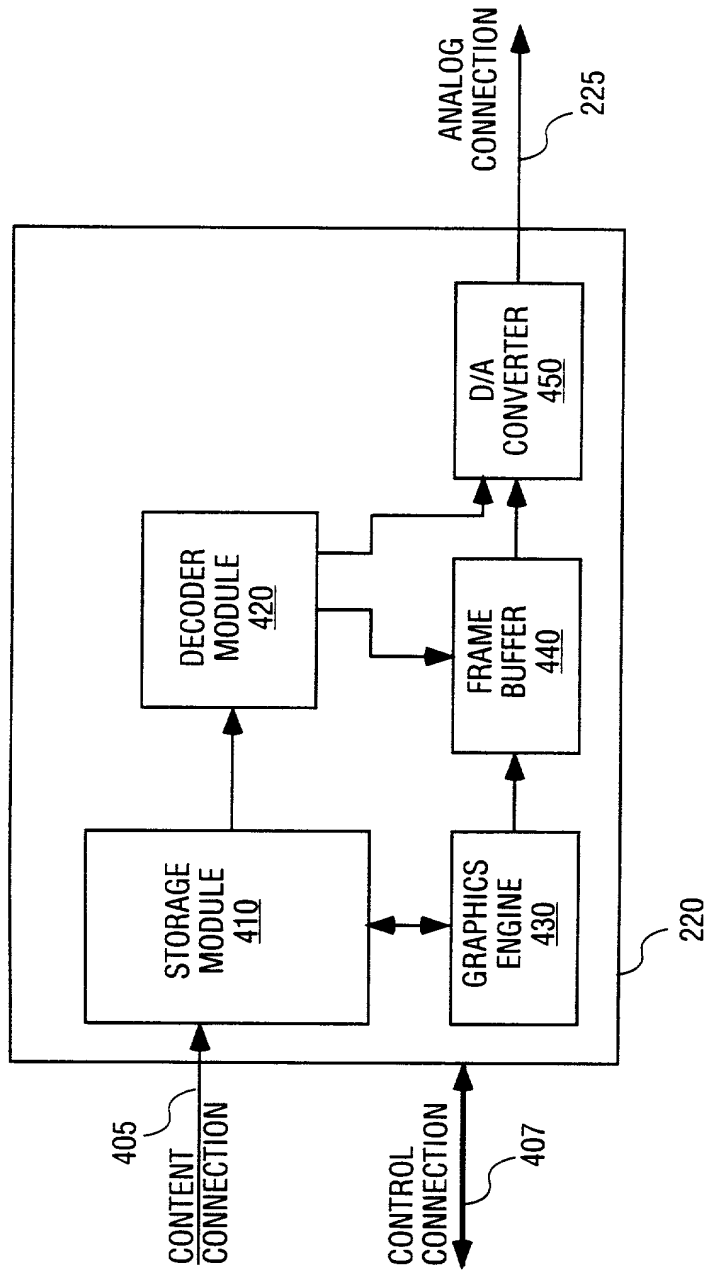 405
CONTENT
CONNECTION
STORAGE
MODULE
410
DECODER
MODULE
420
CONTROL
CONNECTION
407
GRAPHICS
ENGINE
430
FRAME
BUFFER
440
D/A
CONVERTER
450
ANALOG
CONNECTION
225
220